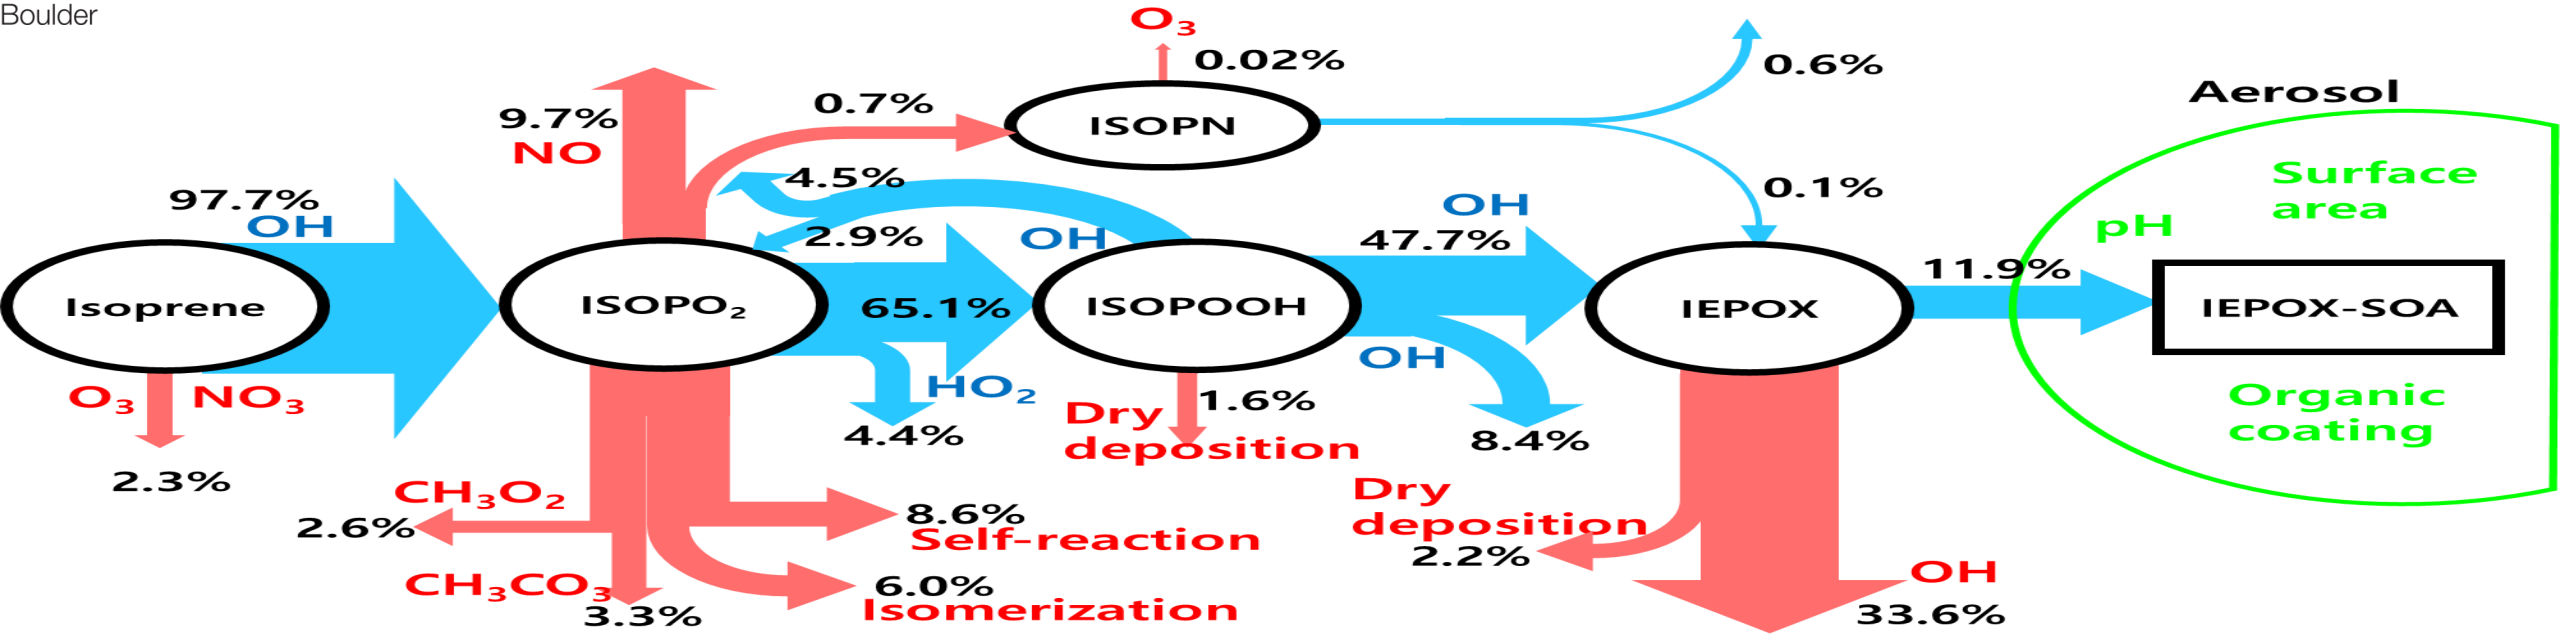 Boulder
O₃
0.02%
0.6%
9.7%
NO
0.7%
ISOPN
Aerosol
97.7%
OH
4.5%
0.1%
Surface
area
pH
2.9%
OH
OH
47.7%
11.9%
Isoprene
ISOPO₂
65.1%
ISOPOOH
IEPOX
IEPOX-SOA
O₃
NO₃
2.3%
HO₂
4.4%
Dry
deposition
1.6%
OH
8.4%
Organic
coating
CH₃O₂
2.6%
CH₃CO₃
3.3%
8.6%
Self-reaction
6.0%
Isomerization
Dry
deposition
2.2%
OH
33.6%